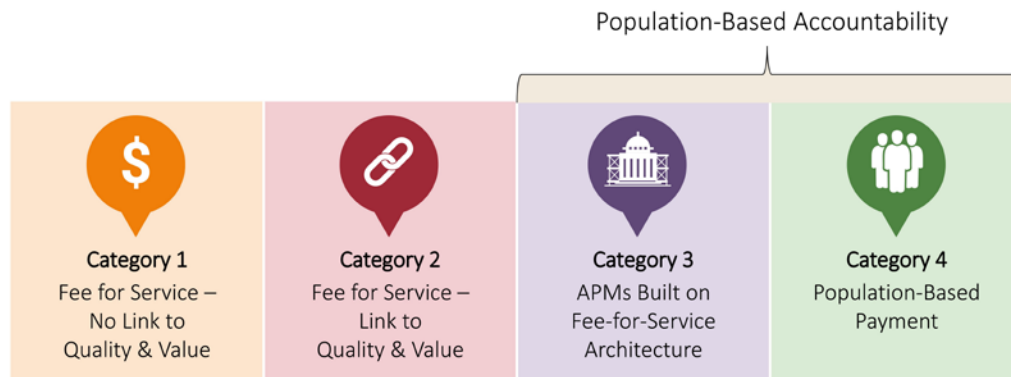 Population-Based Accountability
$
Category 1
Fee for Service –
No Link to
Quality & Value
Category 2
Fee for Service –
Link to
Quality & Value
Category 3
APMs Built on
Fee-for-Service
Architecture
Category 4
Population-Based
Payment